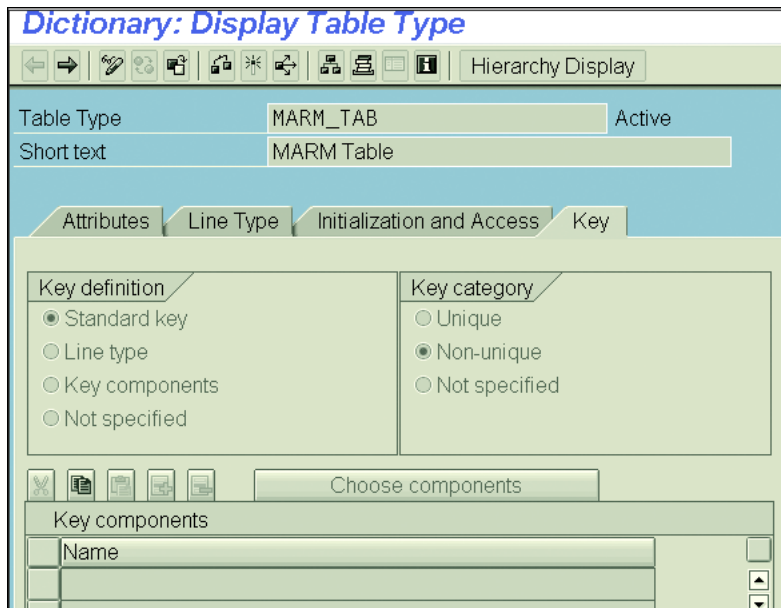 Dictionary: Display Table Type
Hierarchy Display
Table Type MARM_TAB Active
Short text MARM Table
Attributes Line Type Initialization and Access Key
Key definition Key category
Standard key Unique
Line type Non-unique
Key components Not specified
Not specified
Choose components
Key components
Name